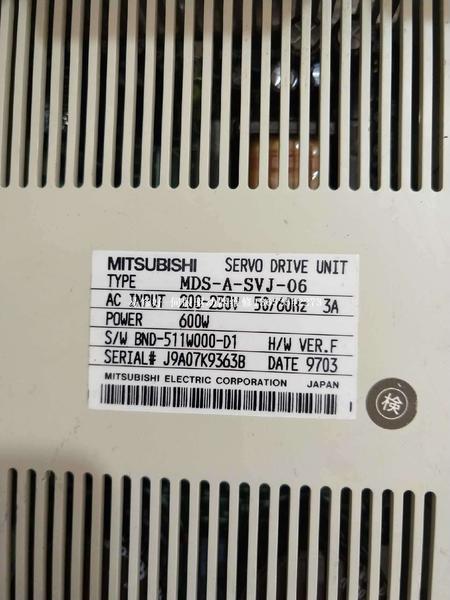 MITSUBISHI SERVO DRIVE UNIT
TYPE MDS-A-SVJ-06
AC INPUT 200-230V 50/60Hz 3A
POWER 600W
S/W BND-511W000-D1 H/W VER.F
SERIAL# J9A07K9363B DATE 9703
MITSUBISHI ELECTRIC CORPORATION JAPAN
検